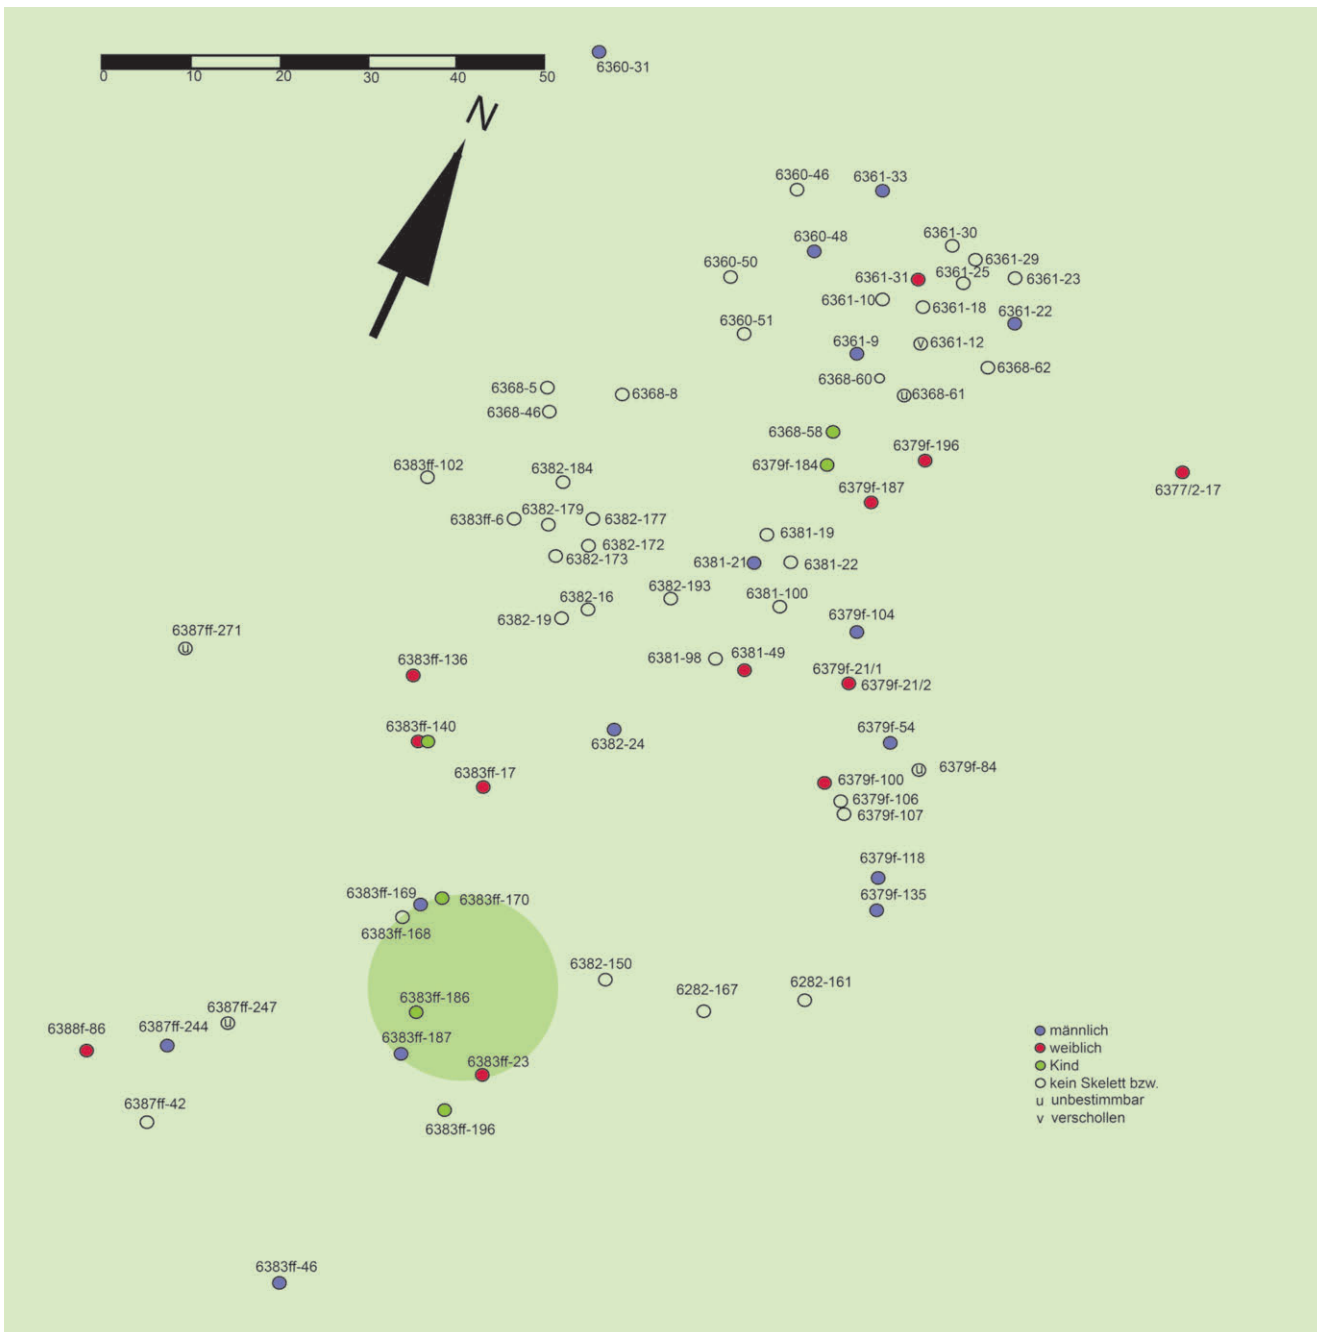 6360-31
0 10 20 30 40 50
N
6360-46
6361-33
6360-48
6361-30
6360-50
6361-29
6361-31
6361-25
6361-23
6361-10
6361-18
6361-22
6360-51
6361-9
v 6361-12
6368-62
6368-60
6368-5
6368-8
u 6368-61
6368-46
6368-58
6379f-196
6383ff-102
6382-184
6379f-184
6379f-187
6377/2-17
6382-179
6383ff-6
6382-177
6381-19
6382-172
6382-173
6381-21
6381-22
6382-193
6382-16
6381-100
6382-19
6379f-104
6387ff-271
u
6383ff-136
6381-98
6381-49
6379f-21/1
6379f-21/2
6383ff-140
6382-24
6379f-54
6383ff-17
u 6379f-84
6379f-100
6379f-106
6379f-107
6379f-118
6383ff-169
6383ff-170
6379f-135
6383ff-168
6382-150
6282-167
6282-161
6383ff-186
6387ff-247
u
6388f-86
6387ff-244
6383ff-187
6383ff-23
6387ff-42
6383ff-196
männlich
weiblich
Kind
kein Skelett bzw.
u unbestimmbar
v verschollen
6383ff-46